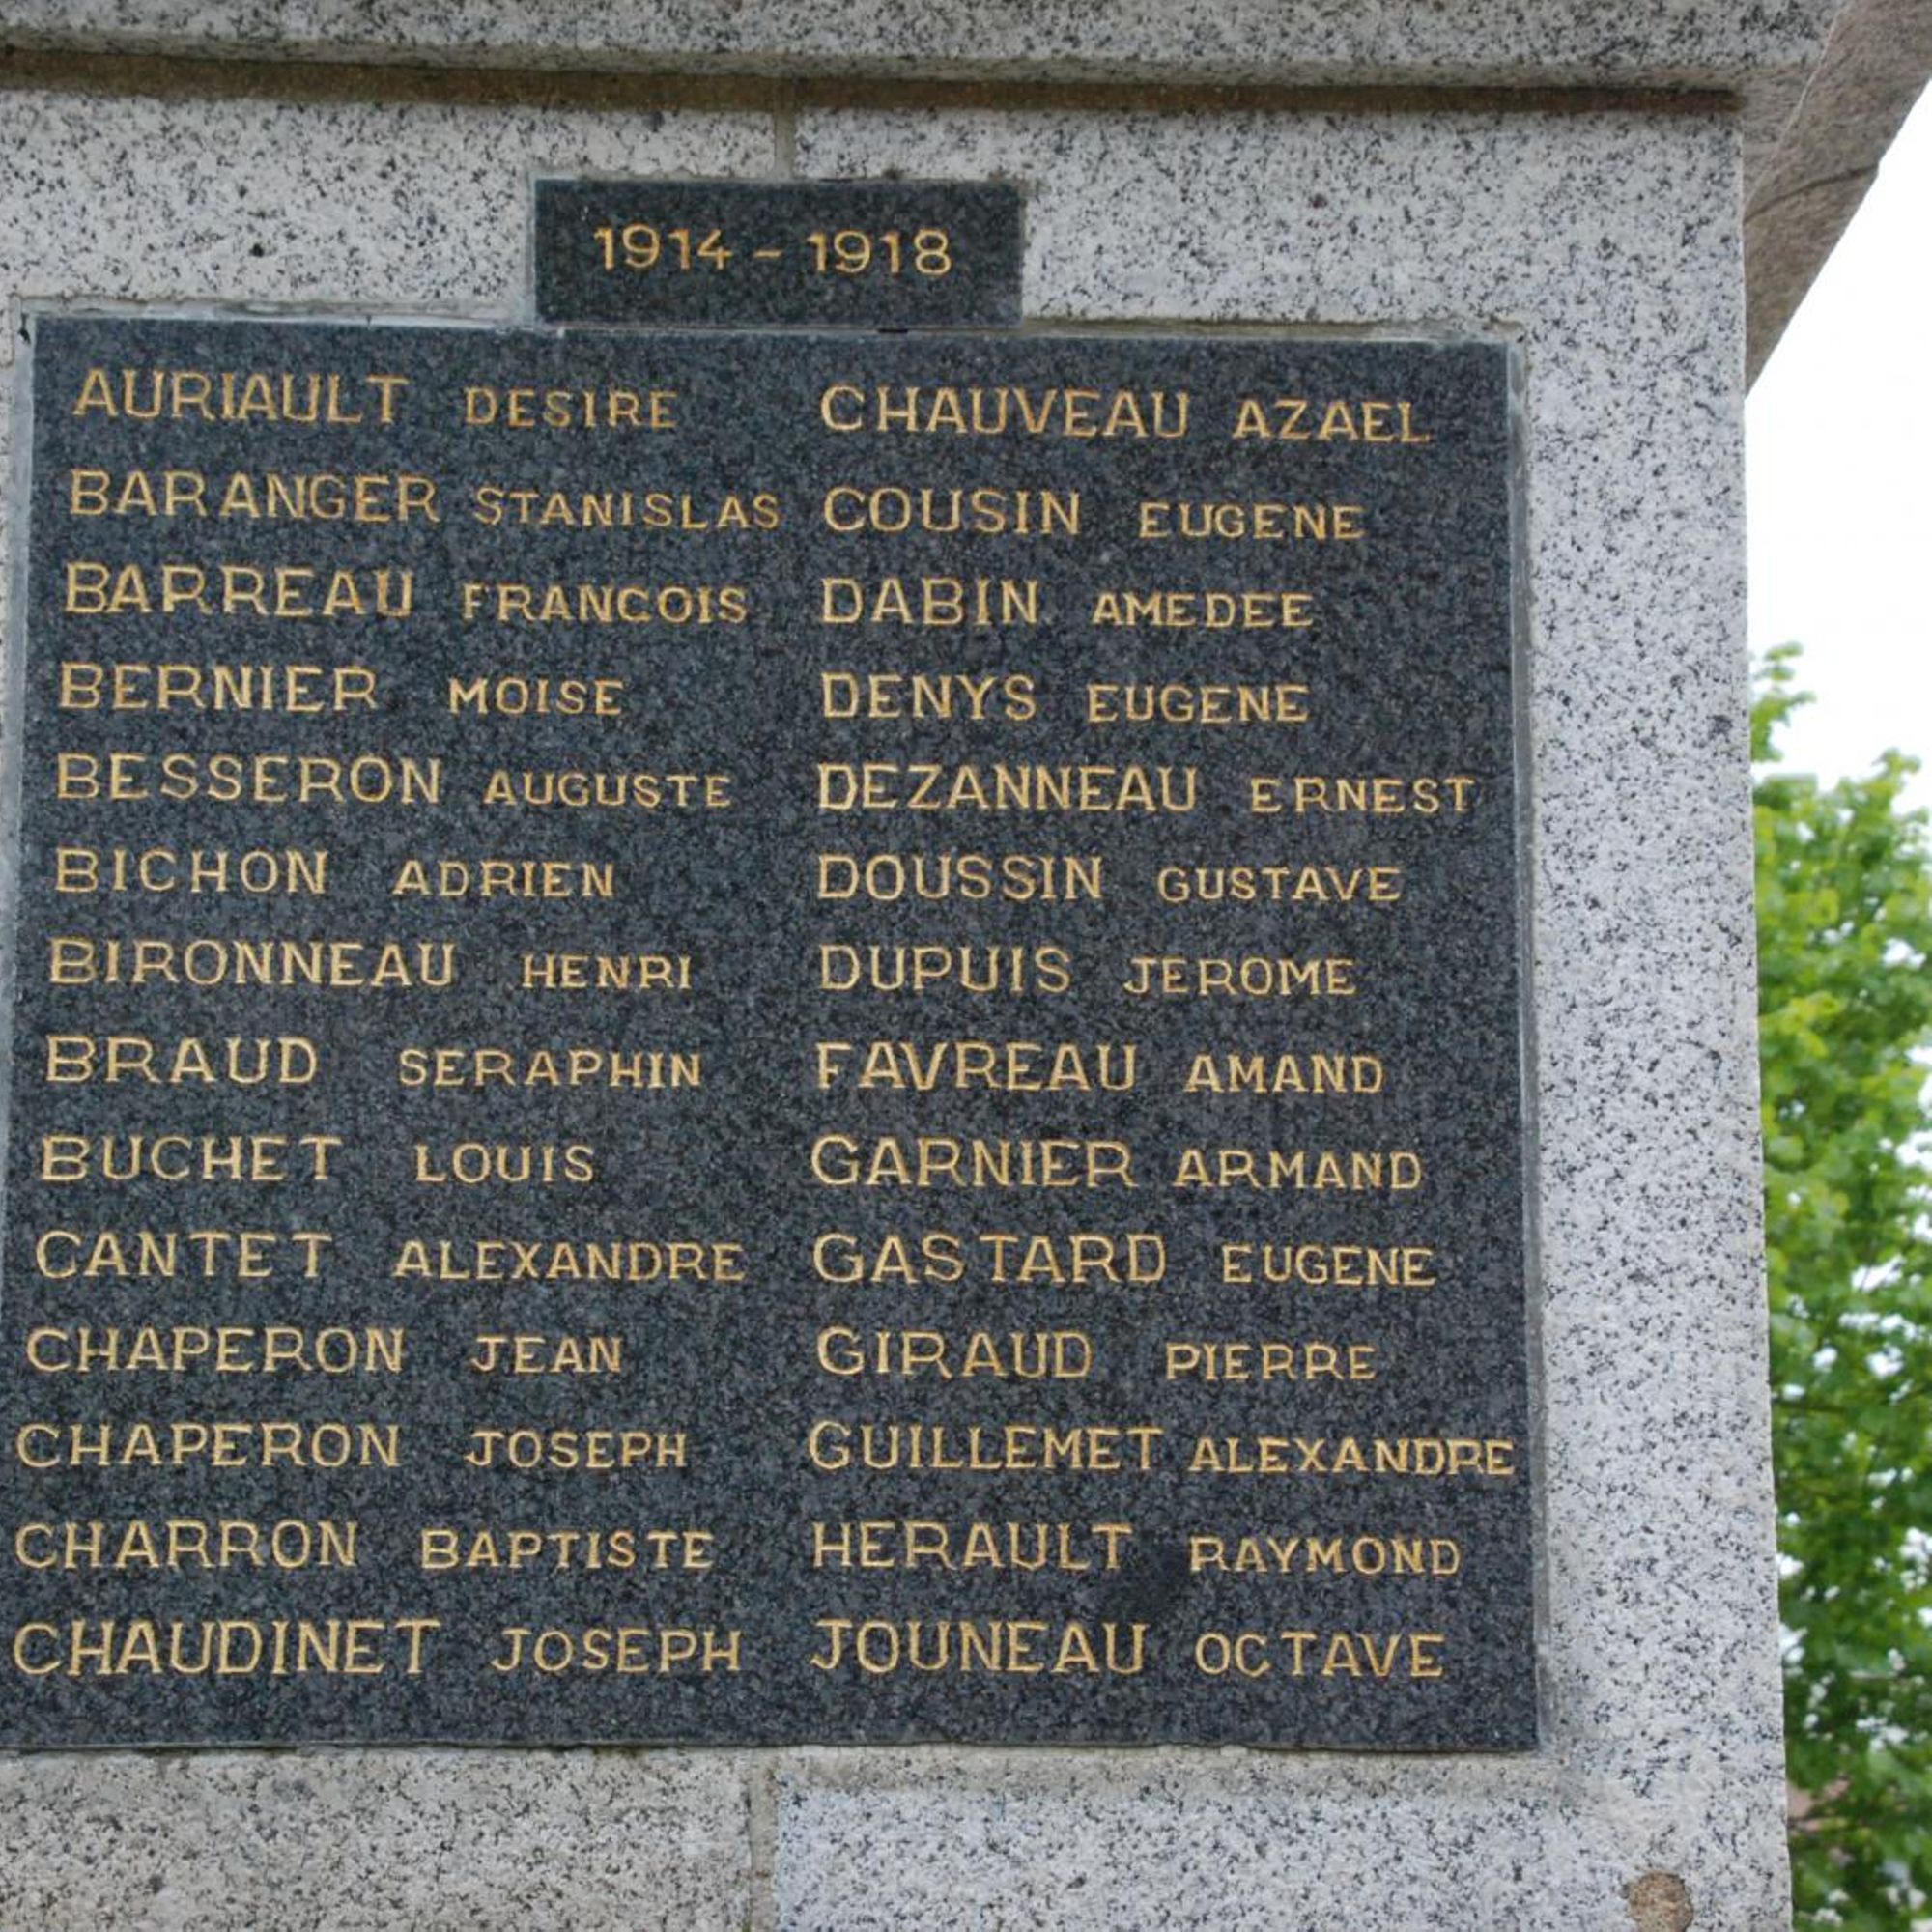 1914 - 1918
AURIAULT DESIRE
BARANGER STANISLAS
BARREAU FRANCOIS
BERNIER MOISE
BESSERON AUGUSTE
BICHON ADRIEN
BIRONNEAU HENRI
BRAUD SERAPHIN
BUCHET LOUIS
CANTET ALEXANDRE
CHAPERON JEAN
CHAPERON JOSEPH
CHARRON BAPTISTE
CHAUDINET JOSEPH
CHAUVEAU AZAEL
COUSIN EUGENE
DABIN AMEDEE
DENYS EUGENE
DEZANNEAU ERNEST
DOUSSIN GUSTAVE
DUPUIS JEROME
FAVREAU AMAND
GARNIER ARMAND
GASTARD EUGENE
GIRAUD PIERRE
GUILLEMET ALEXANDRE
HERAULT RAYMOND
JOUNEAU OCTAVE